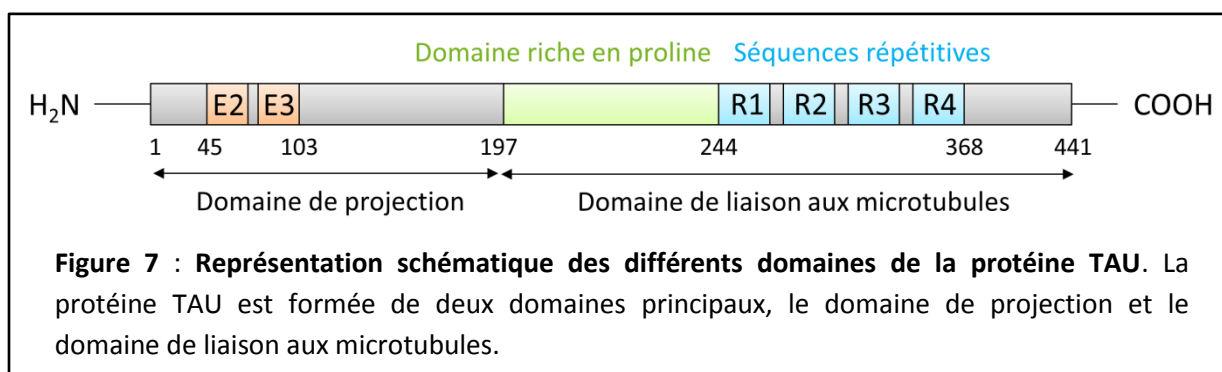 Domaine riche en proline Séquences répétitives
H₂N E2 E3 R1 R2 R3 R4 COOH
1 45 103 197 244 368 441
Domaine de projection Domaine de liaison aux microtubules
Figure 7 : Représentation schématique des différents domaines de la protéine TAU. La
protéine TAU est formée de deux domaines principaux, le domaine de projection et le
domaine de liaison aux microtubules.